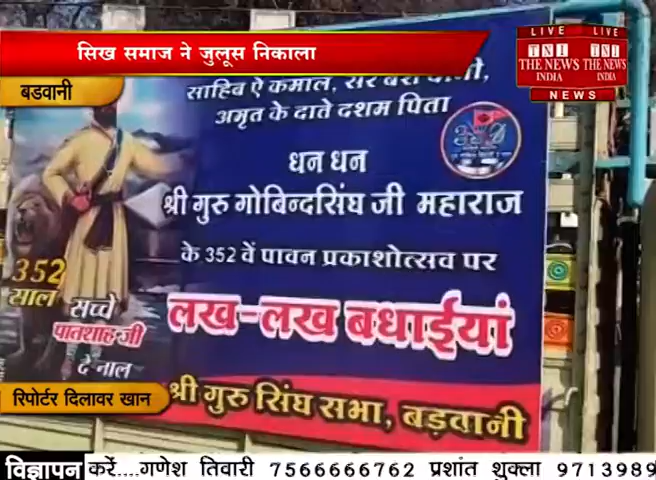 सिख समाज ने जुलूस निकाला
LIVE LIVE
TNI TNI
THE NEWS THE NEWS
INDIA INDIA
NEWS
बडवानी
साहिब ऐ कमाल, सर
अमृत के दाते दशम पिता
धन धन
श्री गुरु गोबिन्दसिंघ जी महाराज
के 352 वें पावन प्रकाशोत्सव पर
लख-लख बधाईयां
352
साल
सच्चे
पातशाह जी
दे नाल
श्री गुरु सिंघ सभा, बड़वानी
रिपोर्टर दिलावर खान
विज्ञापन करें....गणेश तिवारी 7566666762 प्रशांत शुक्ला 9713989